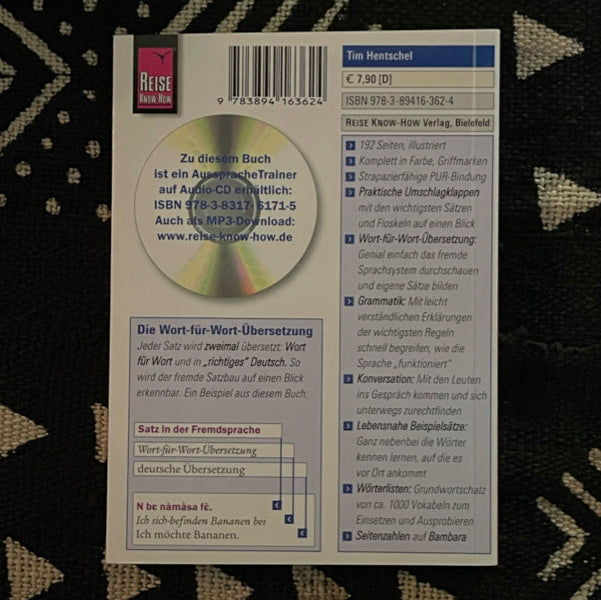 REISE
KNOW-HOW
9 783894 163624
Zu diesem Buch
ist ein AusspracheTrainer
auf Audio-CD erhältlich:
ISBN 978-3-8317-6171-5
Auch als MP3-Download:
www.reise-know-how.de
Die Wort-für-Wort-Übersetzung
Jeder Satz wird zweimal übersetzt: Wort
für Wort und in „richtiges" Deutsch. So
wird der fremde Satzbau auf einen Blick
erkennbar. Ein Beispiel aus diesem Buch:
Satz in der Fremdsprache
Wort-für-Wort-Übersetzung
deutsche Übersetzung
N bɛ nàmàsa fɛ̀.
Ich sich-befinden Bananen bei
Ich möchte Bananen.
Tim Hentschel
€ 7,90 [D]
ISBN 978-3-89416-362-4
REISE KNOW-HOW Verlag, Bielefeld
192 Seiten, illustriert
Komplett in Farbe, Griffmarken
Strapazierfähige PUR-Bindung
Praktische Umschlagklappen
mit den wichtigsten Sätzen
und Floskeln auf einen Blick
Wort-für-Wort-Übersetzung:
Genial einfach das fremde
Sprachsystem durchschauen
und eigene Sätze bilden
Grammatik: Mit leicht
verständlichen Erklärungen
der wichtigsten Regeln
schnell begreifen, wie die
Sprache „funktioniert"
Konversation: Mit den Leuten
ins Gespräch kommen und sich
unterwegs zurechtfinden
Lebensnahe Beispielsätze:
Ganz nebenbei die Wörter
kennen lernen, auf die es
vor Ort ankommt
Wörterlisten: Grundwortschatz
von ca. 1000 Vokabeln zum
Einsetzen und Ausprobieren
Seitenzahlen auf Bambara